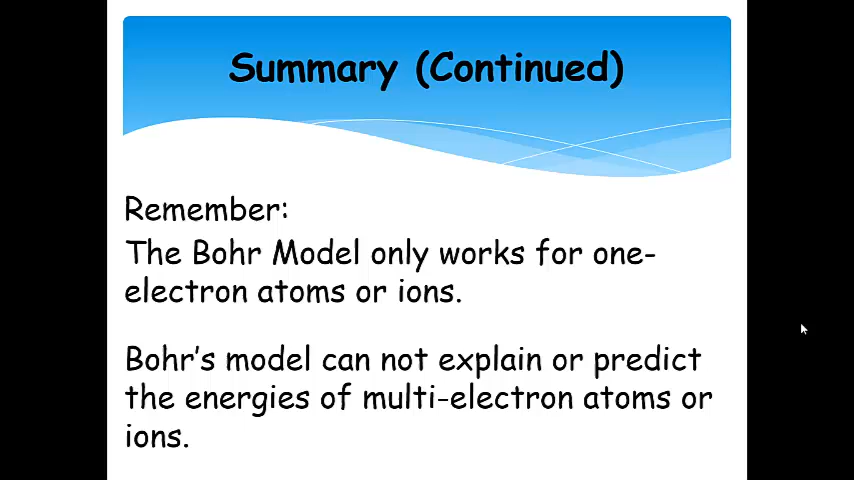 Summary (Continued)
Remember:
The Bohr Model only works for one-
electron atoms or ions.
Bohr's model can not explain or predict
the energies of multi-electron atoms or
ions.